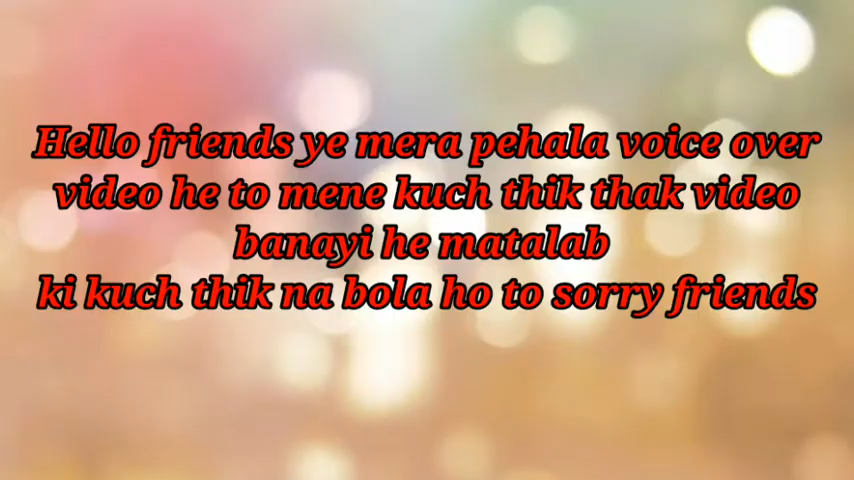 Hello friends ye mera pehala voice over
video he to mene kuch thik thak video
banayi he matalab
ki kuch thik na bola ho to sorry friends